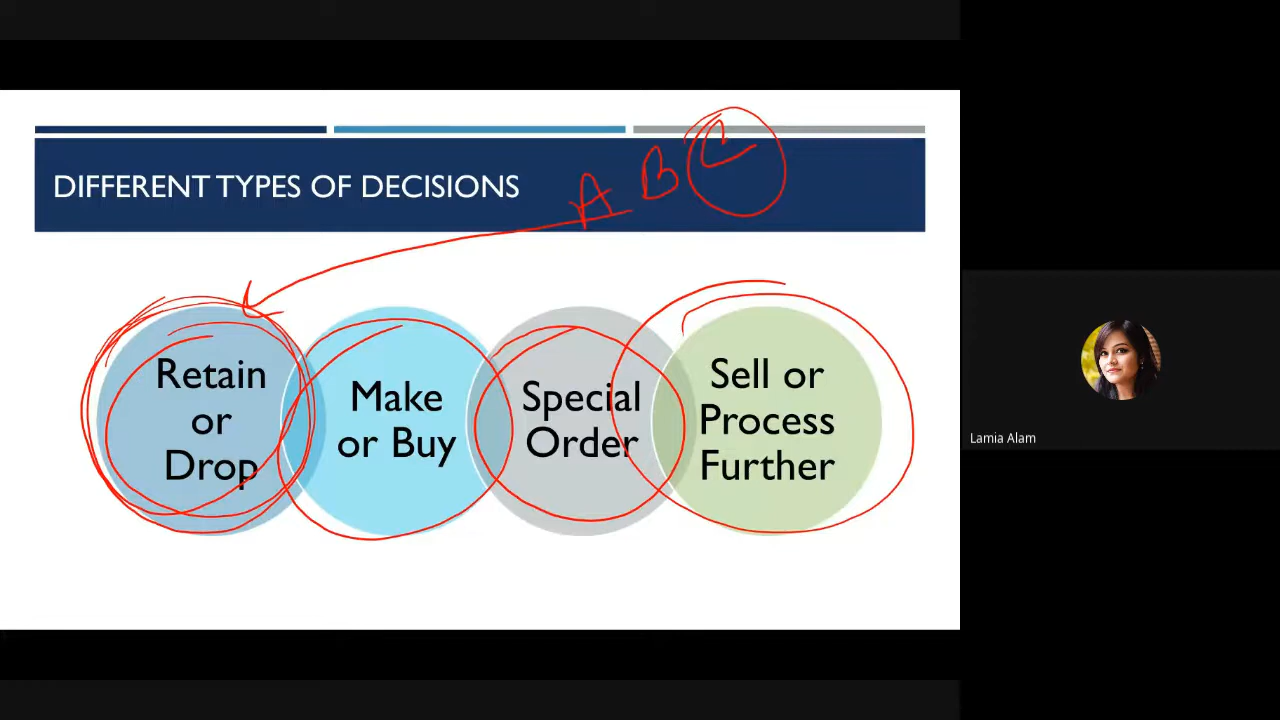 A B C
DIFFERENT TYPES OF DECISIONS
Retain
or
Drop
Make
or Buy
Special
Order
Sell or
Process
Further
Lamia Alam